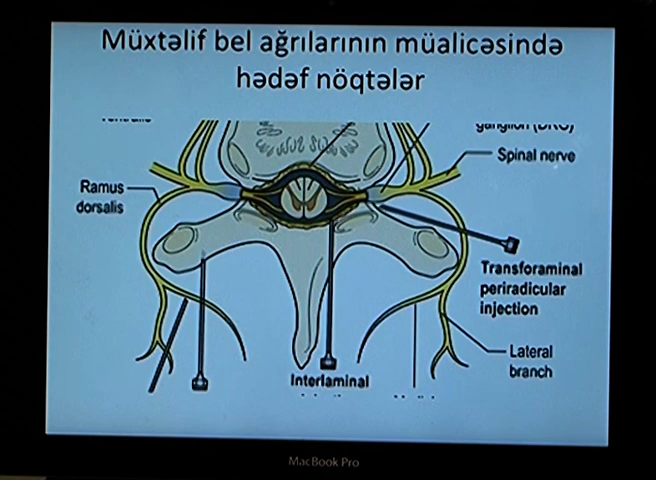 Müxtəlif bel ağrılarının müalicəsində
hədəf nöqtələr
Spinal nerve
Ramus
dorsalis
Transforaminal
periradicular
injection
Lateral
branch
Interlaminal
MacBook Pro